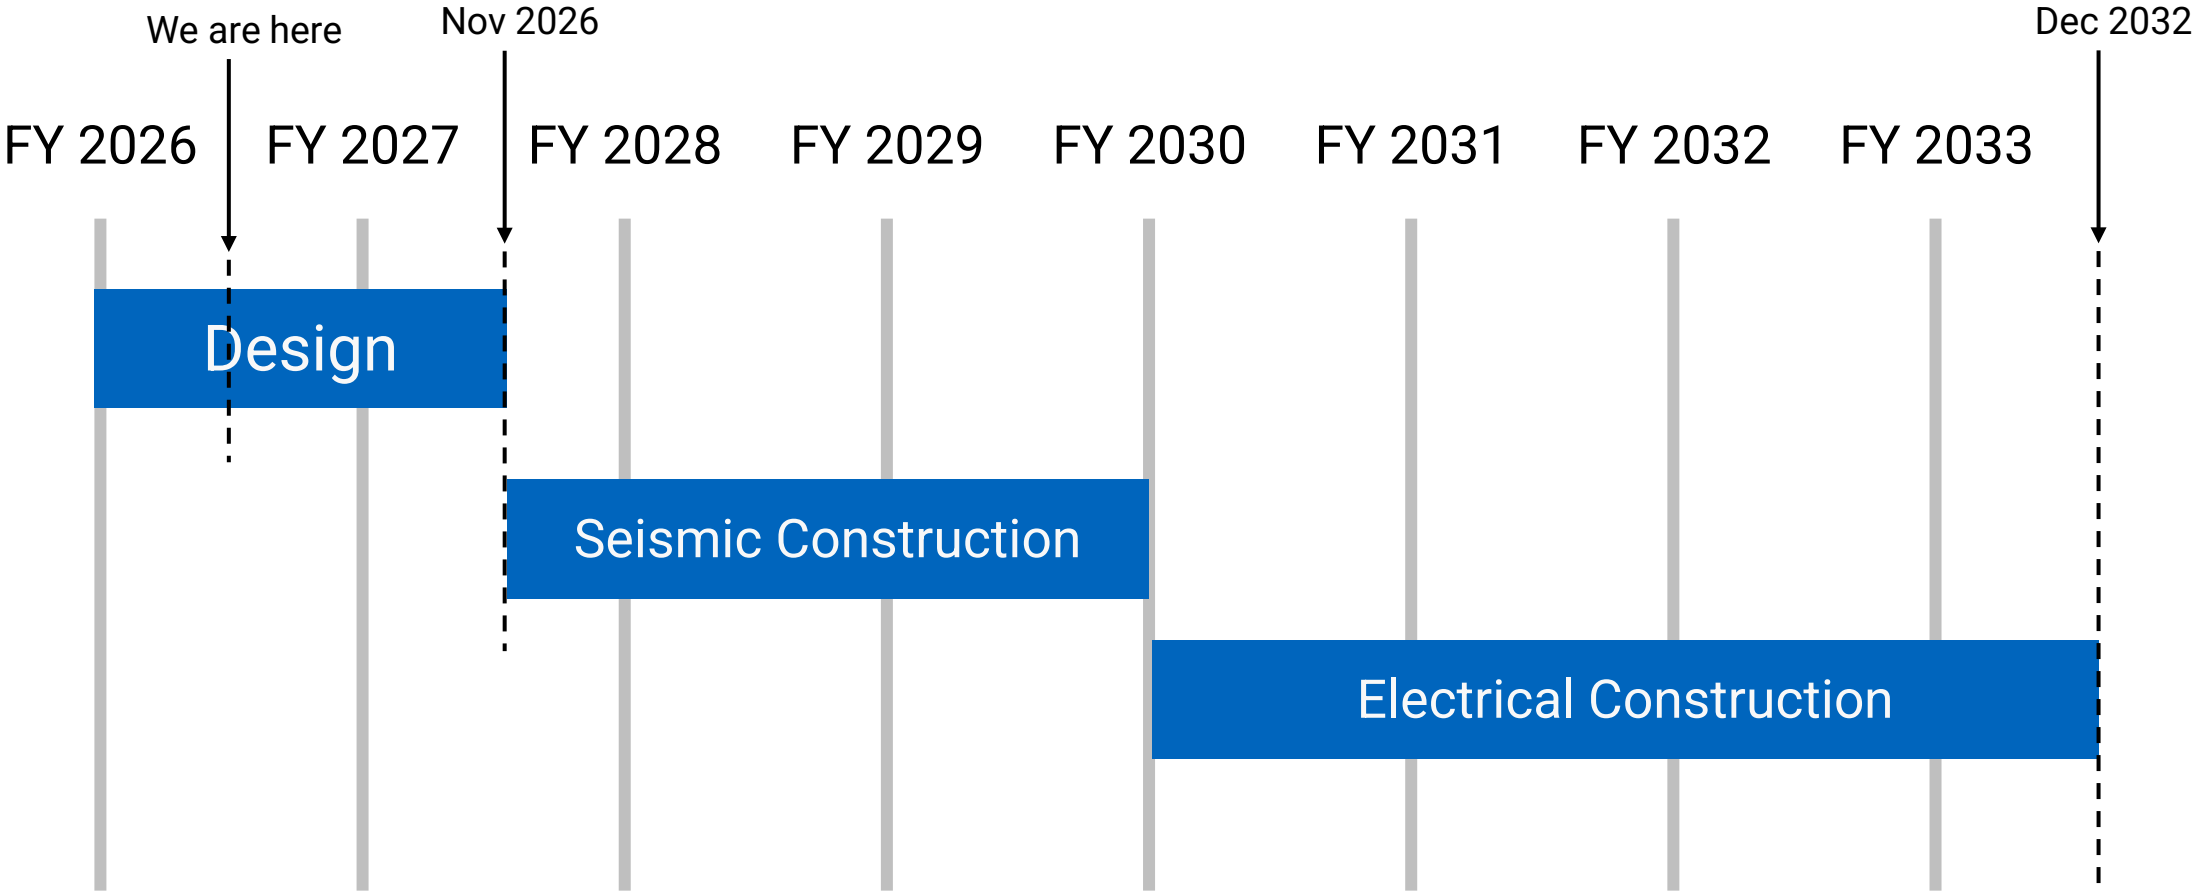 We are here
Nov 2026
Dec 2032
FY 2026
FY 2027
FY 2028
FY 2029
FY 2030
FY 2031
FY 2032
FY 2033
Design
Seismic Construction
Electrical Construction